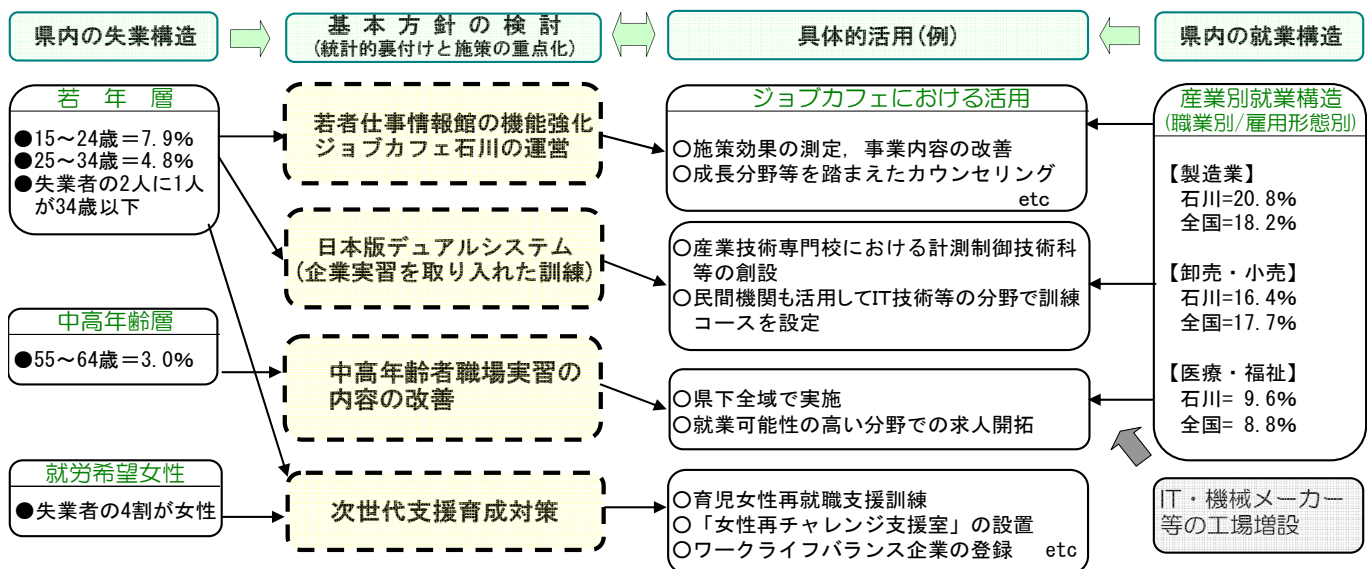 県内の失業構造
基本方針の検討
(統計的裏付けと施策の重点化)
具体的活用(例)
県内の就業構造
若年層
●15～24歳＝7.9%
●25～34歳＝4.8%
●失業者の2人に1人
が34歳以下
中高年齢層
●55～64歳＝3.0%
就労希望女性
●失業者の4割が女性
若者仕事情報館の機能強化
ジョブカフェ石川の運営
日本版デュアルシステム
(企業実習を取り入れた訓練)
中高年齢者職場実習の
内容の改善
次世代支援育成対策
ジョブカフェにおける活用
○施策効果の測定，事業内容の改善
○成長分野等を踏まえたカウンセリング
etc
○産業技術専門校における計測制御技術科
等の創設
○民間機関も活用してIT技術等の分野で訓練
コースを設定
○県下全域で実施
○就業可能性の高い分野での求人開拓
○育児女性再就職支援訓練
○「女性再チャレンジ支援室」の設置
○ワークライフバランス企業の登録 etc
産業別就業構造
(職業別/雇用形態別)
【製造業】
石川=20.8%
全国=18.2%
【卸売・小売】
石川=16.4%
全国=17.7%
【医療・福祉】
石川= 9.6%
全国= 8.8%
IT・機械メーカー
等の工場増設